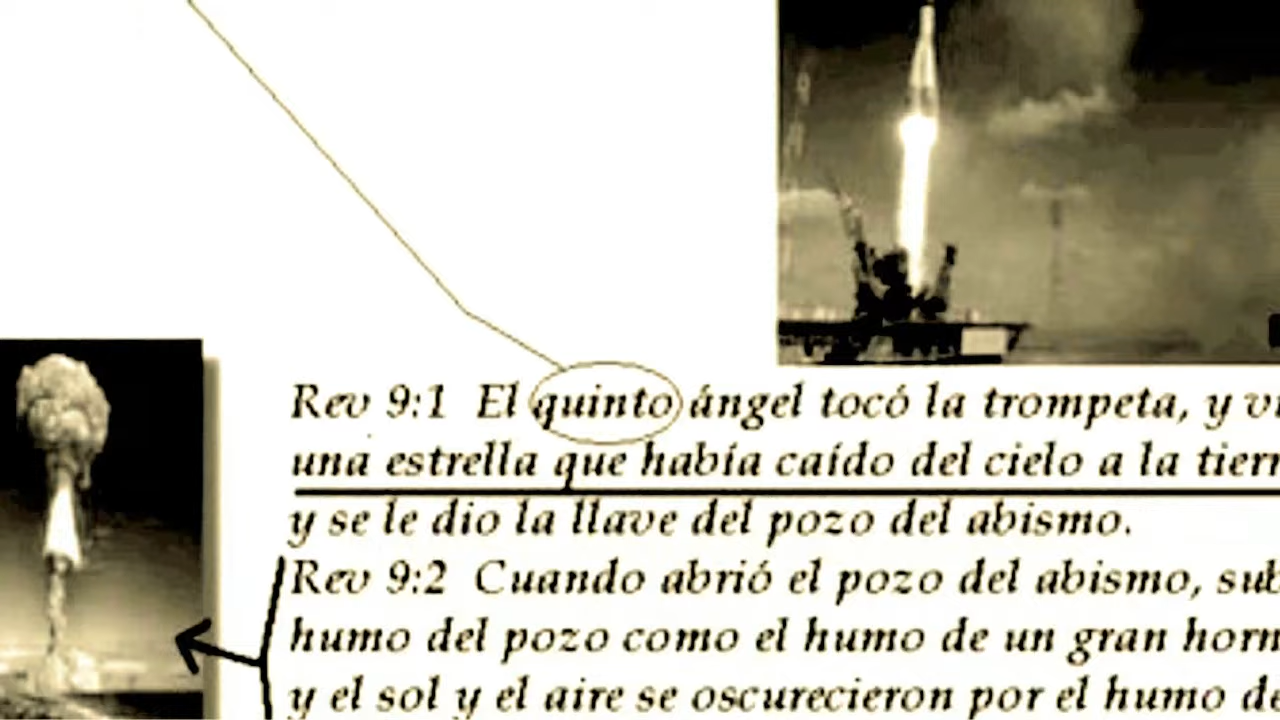 Rev 9:1 El quinto ángel tocó la trompeta, y
una estrella que había caído del cielo a la
y se le dio la llave del pozo del abismo.
Rev 9:2 Cuando abrió el pozo del abismo,
humo del pozo como el humo de un gran
y el sol y el aire se oscurecieron por el humo